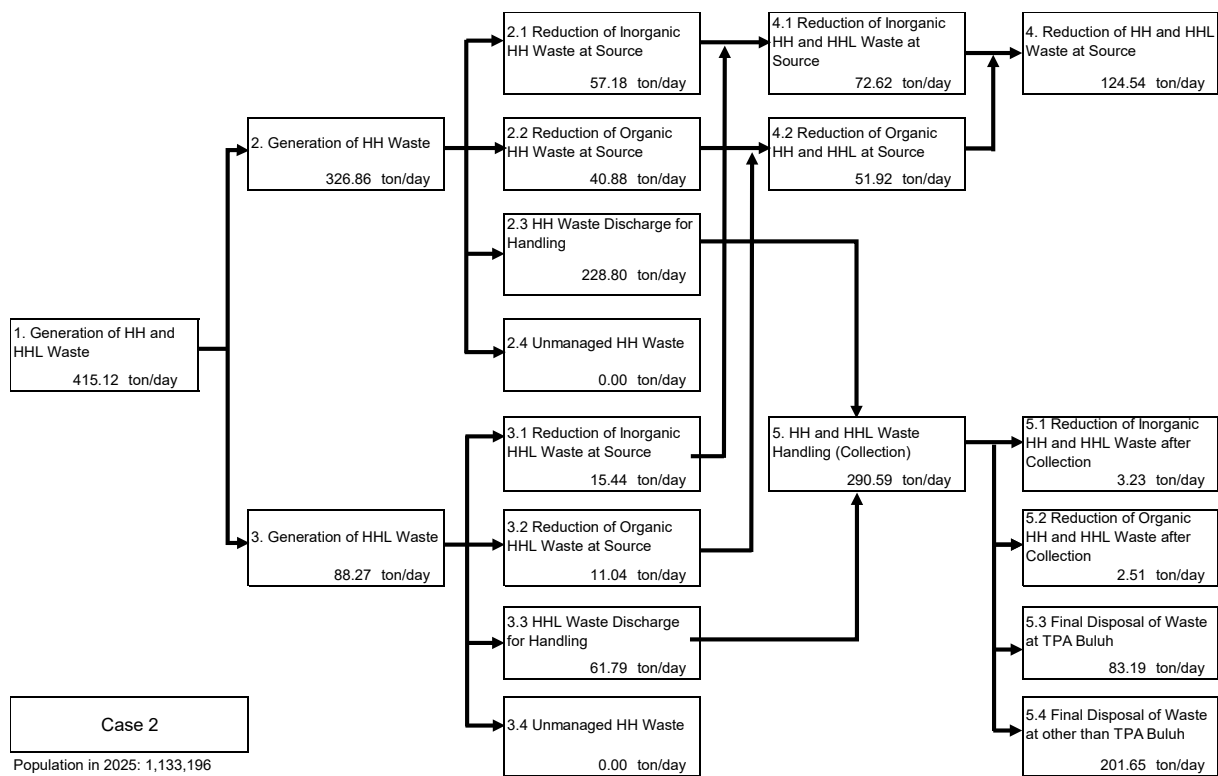 2.1 Reduction of Inorganic
HH Waste at Source
57.18 ton/day
4.1 Reduction of Inorganic
HH and HHL Waste at
Source
72.62 ton/day
4. Reduction of HH and HHL
Waste at Source
124.54 ton/day
2. Generation of HH Waste
326.86 ton/day
2.2 Reduction of Organic
HH Waste at Source
40.88 ton/day
4.2 Reduction of Organic
HH and HHL at Source
51.92 ton/day
2.3 HH Waste Discharge for
Handling
228.80 ton/day
1. Generation of HH and
HHL Waste
415.12 ton/day
2.4 Unmanaged HH Waste
0.00 ton/day
3.1 Reduction of Inorganic
HHL Waste at Source
15.44 ton/day
5. HH and HHL Waste
Handling (Collection)
290.59 ton/day
5.1 Reduction of Inorganic
HH and HHL Waste after
Collection
3.23 ton/day
3. Generation of HHL Waste
88.27 ton/day
3.2 Reduction of Organic
HHL Waste at Source
11.04 ton/day
5.2 Reduction of Organic
HH and HHL Waste after
Collection
2.51 ton/day
3.3 HHL Waste Discharge
for Handling
61.79 ton/day
5.3 Final Disposal of Waste
at TPA Buluh
83.19 ton/day
Case 2
3.4 Unmanaged HH Waste
0.00 ton/day
5.4 Final Disposal of Waste
at other than TPA Buluh
201.65 ton/day
Population in 2025: 1,133,196